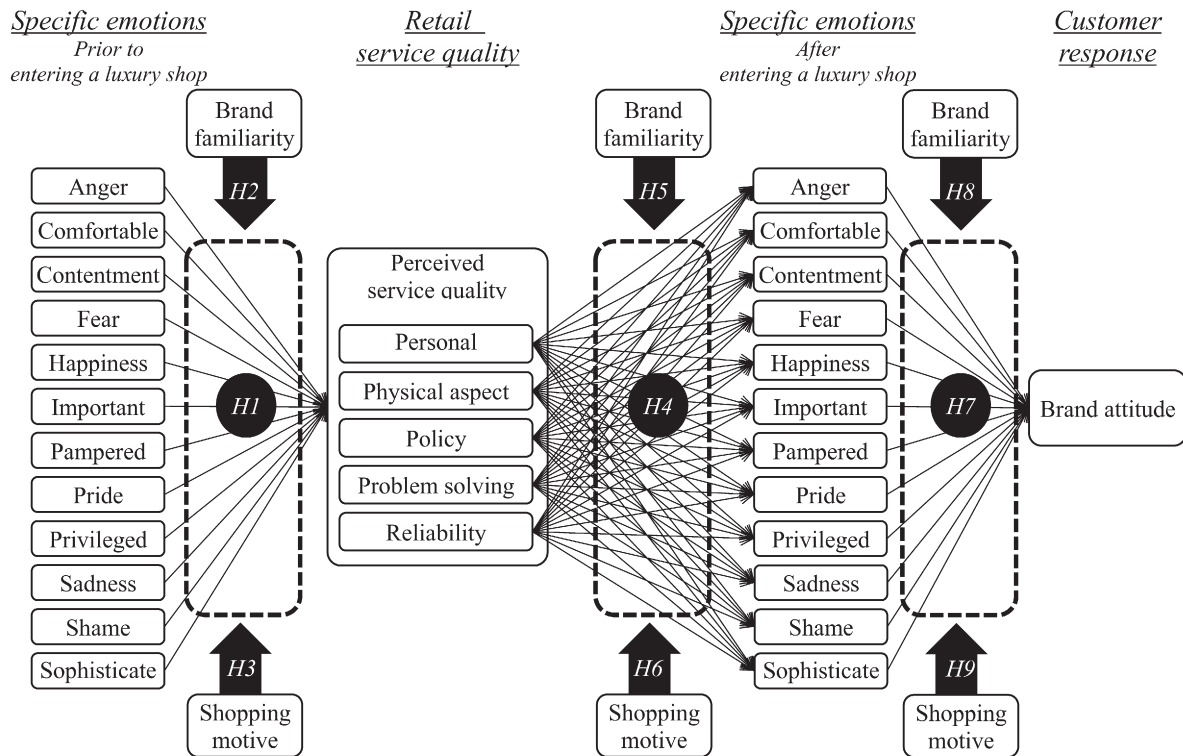 Specific emotions
Prior to
entering a luxury shop
Retail
service quality
Specific emotions
After
entering a luxury shop
Customer
response
Brand
familiarity
H2
Anger
Comfortable
Contentment
Fear
Happiness
Important
Pampered
Pride
Privileged
Sadness
Shame
Sophisticate
H1
H3
Shopping
motive
Perceived
service quality
Personal
Physical aspect
Policy
Problem solving
Reliability
Brand
familiarity
H5
H4
H6
Shopping
motive
Anger
Comfortable
Contentment
Fear
Happiness
Important
Pampered
Pride
Privileged
Sadness
Shame
Sophisticate
Brand
familiarity
H8
H7
H9
Shopping
motive
Brand attitude